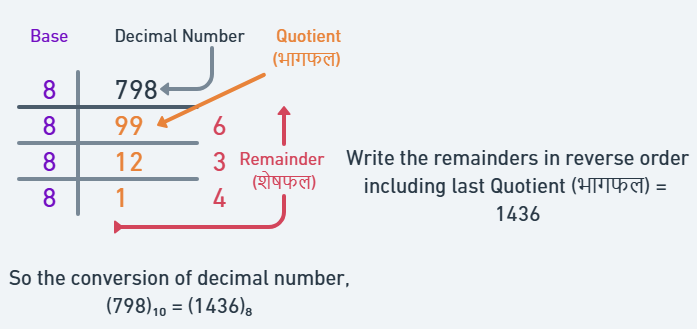 Base Decimal Number Quotient
(भागफल)
8 798
8 99 6
8 12 3 Remainder
(शेषफल)
8 1 4
Write the remainders in reverse order
including last Quotient (भागफल) =
1436
So the conversion of decimal number,
(798)₁₀ = (1436)₈